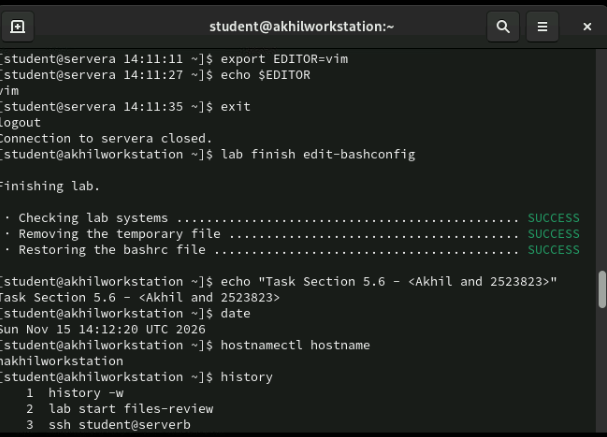 student@akhilworkstation:~
[student@servera 14:11:11 ~]$ export EDITOR=vim
[student@servera 14:11:27 ~]$ echo $EDITOR
vim
[student@servera 14:11:35 ~]$ exit
logout
Connection to servera closed.
[student@akhilworkstation ~]$ lab finish edit-bashconfig
Finishing lab.
· Checking lab systems ............................................ SUCCESS
· Removing the temporary file ..................................... SUCCESS
· Restoring the bashrc file ....................................... SUCCESS
[student@akhilworkstation ~]$ echo "Task Section 5.6 - <Akhil and 2523823>"
Task Section 5.6 - <Akhil and 2523823>
[student@akhilworkstation ~]$ date
Sun Nov 15 14:12:20 UTC 2026
[student@akhilworkstation ~]$ hostnamectl hostname
nakhilworkstation
[student@akhilworkstation ~]$ history
1 history -w
2 lab start files-review
3 ssh student@serverb